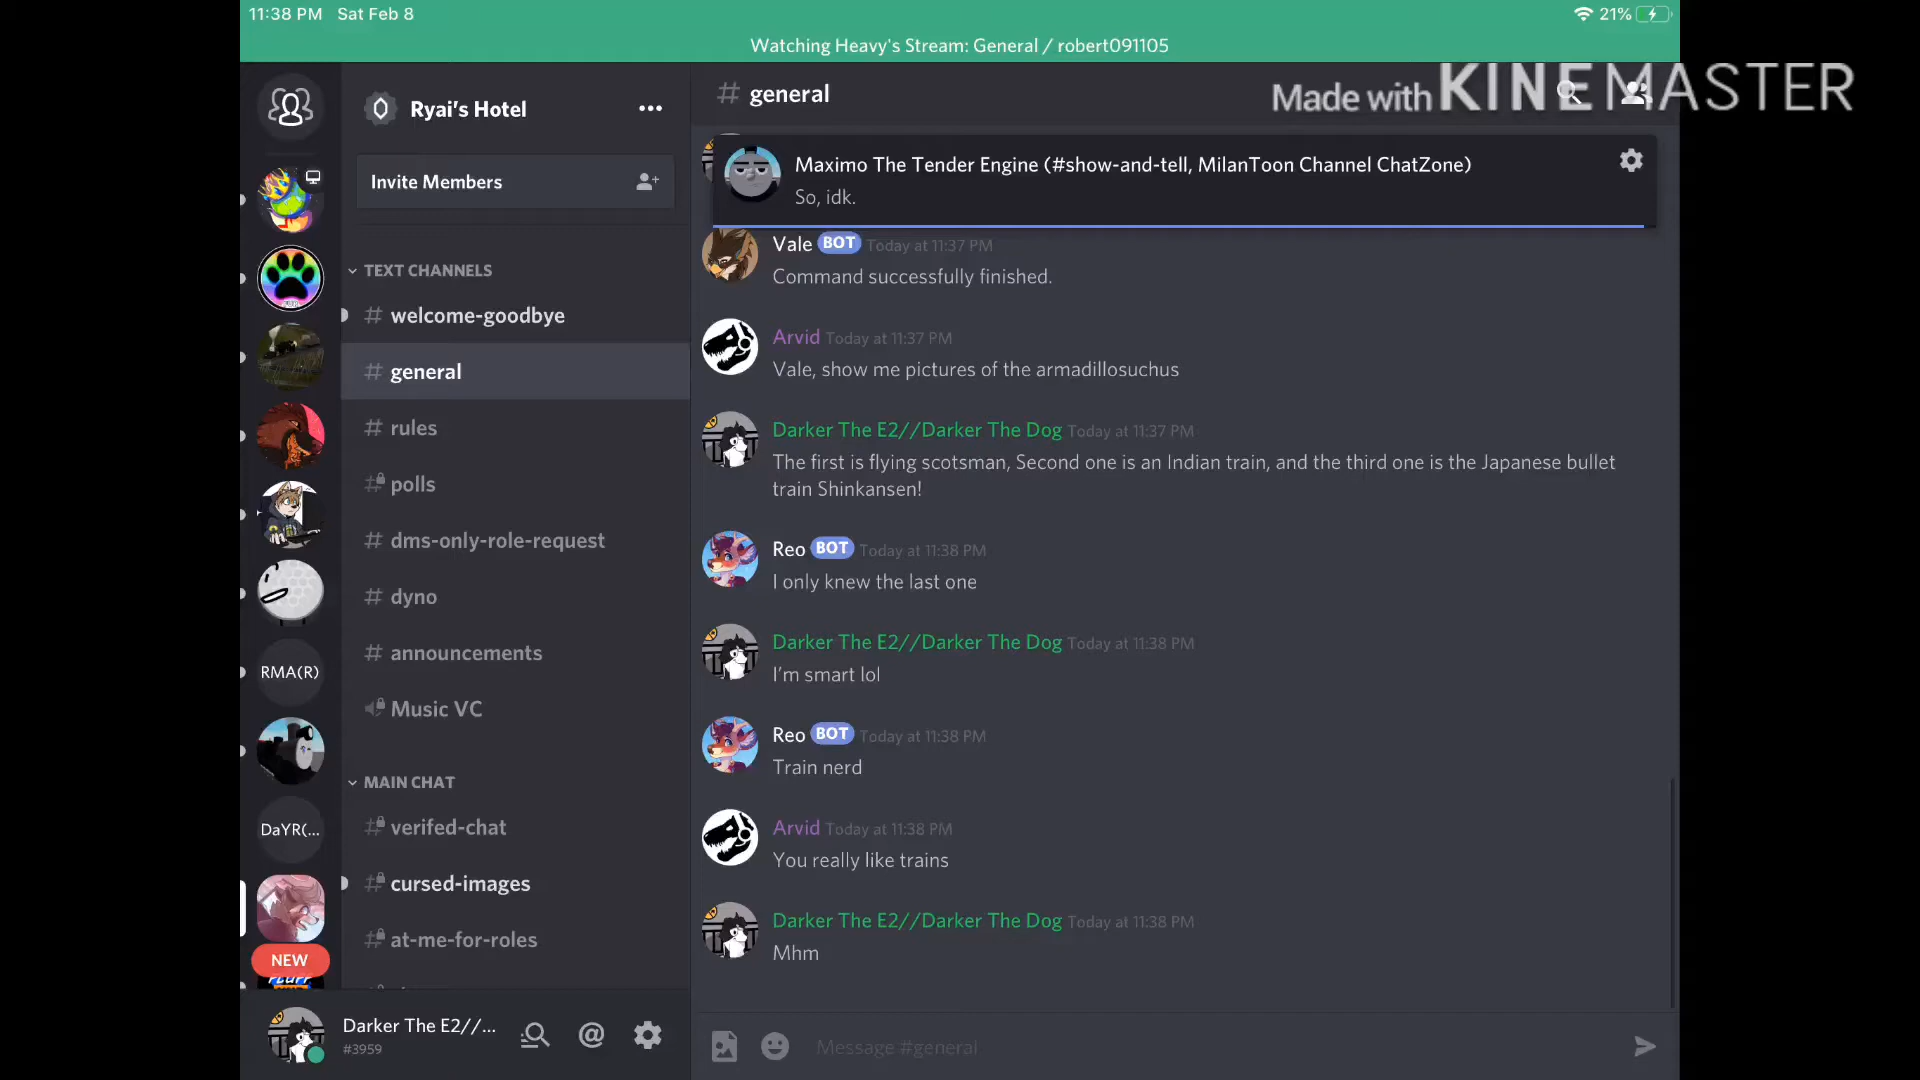 11:38 PM Sat Feb 8
21%
Watching Heavy's Stream: General / robert091105
Made with KINEMASTER
Ryai's Hotel
Invite Members
TEXT CHANNELS
welcome-goodbye
general
rules
polls
dms-only-role-request
dyno
announcements
Music VC
MAIN CHAT
verifed-chat
cursed-images
at-me-for-roles
RMA(R)
DaYR(...
NEW
Darker The E2//...
#3959
# general
Maximo The Tender Engine (#show-and-tell, MilanToon Channel ChatZone)
So, idk.
Vale BOT Today at 11:37 PM
Command successfully finished.
Arvid Today at 11:37 PM
Vale, show me pictures of the armadillosuchus
Darker The E2//Darker The Dog Today at 11:37 PM
The first is flying scotsman, Second one is an Indian train, and the third one is the Japanese bullet
train Shinkansen!
Reo BOT Today at 11:38 PM
I only knew the last one
Darker The E2//Darker The Dog Today at 11:38 PM
I'm smart lol
Reo BOT Today at 11:38 PM
Train nerd
Arvid Today at 11:38 PM
You really like trains
Darker The E2//Darker The Dog Today at 11:38 PM
Mhm
Message #general